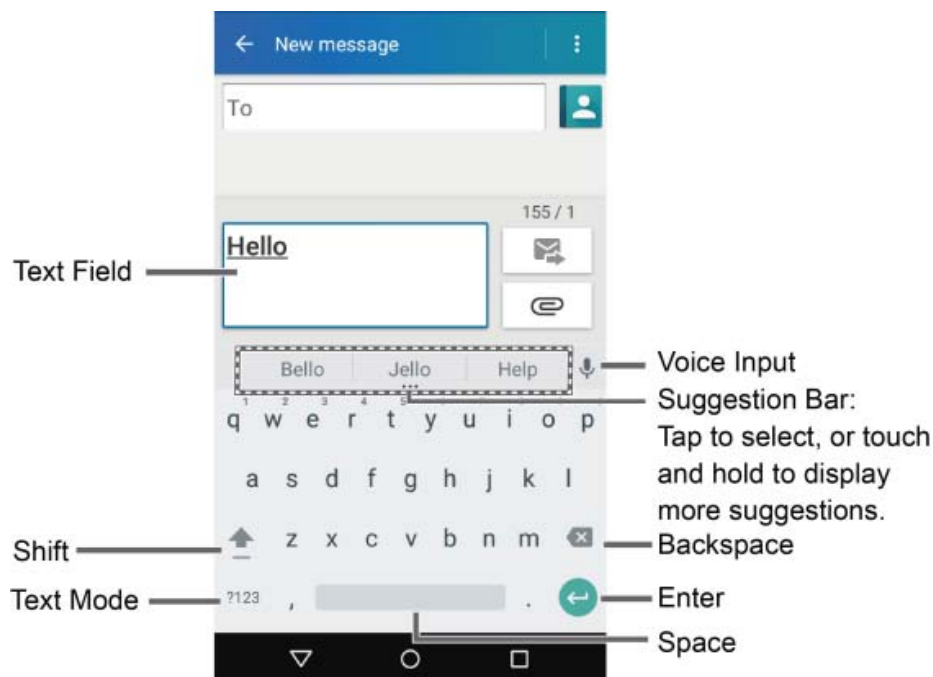 New message
To
155 / 1
Hello
Text Field
Bello Jello Help
Voice Input
Suggestion Bar:
Tap to select, or touch
and hold to display
more suggestions.
1 2 3 4 5
q w e r t y u i o p
a s d f g h j k l
Shift
z x c v b n m
Backspace
Text Mode
?123 , .
Enter
Space